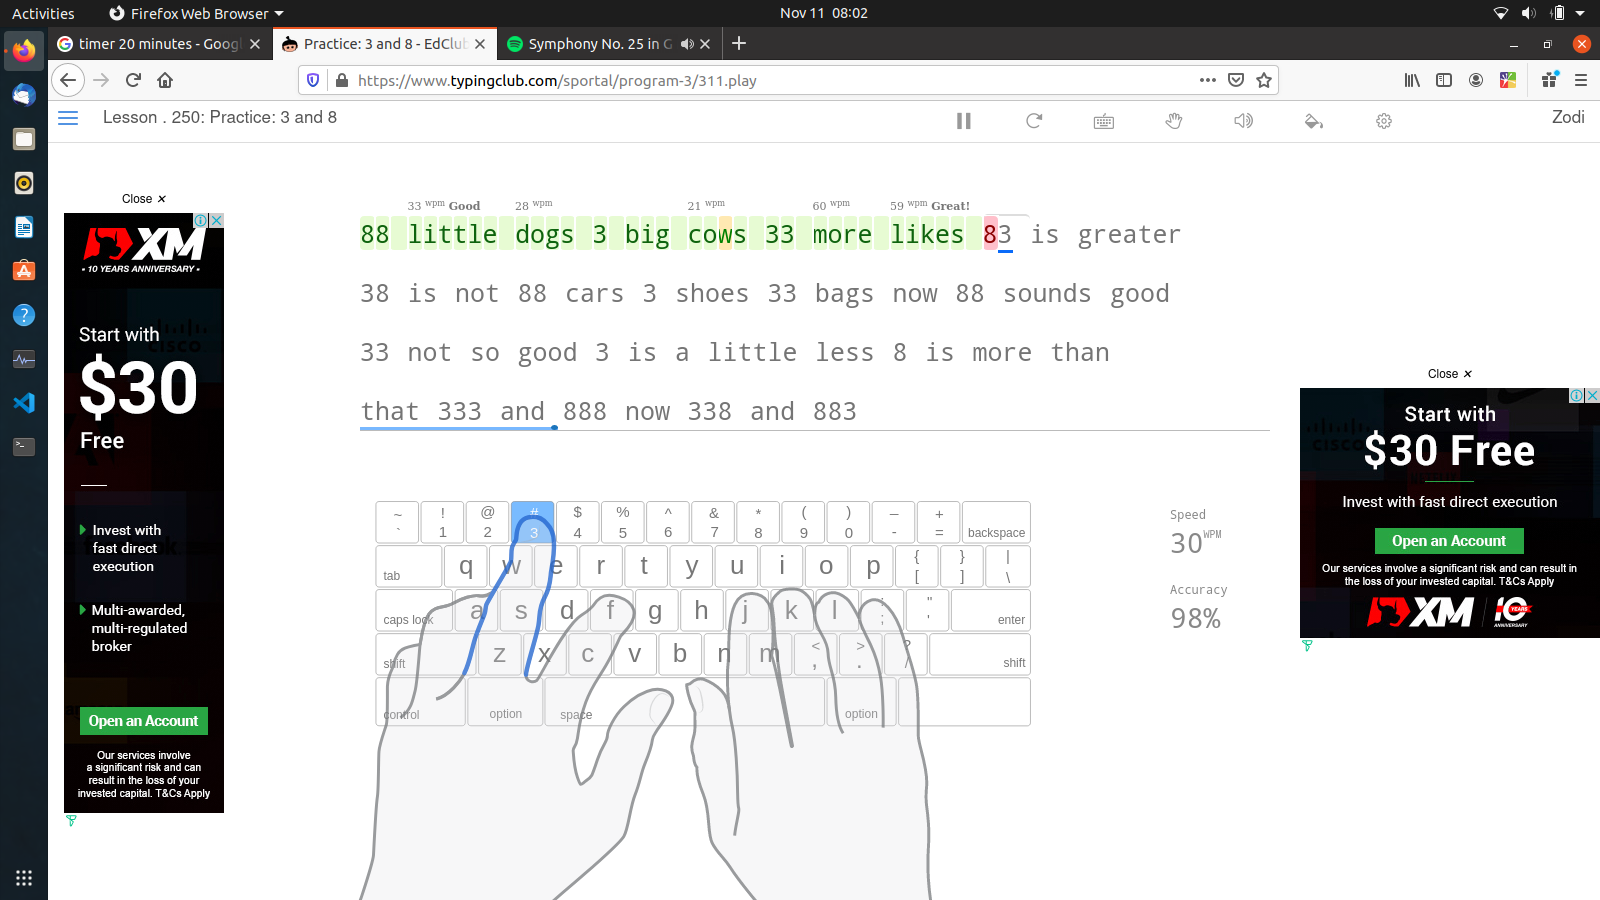 Activities
Firefox Web Browser
Nov 11 08:02
timer 20 minutes - Googl
Practice: 3 and 8 - EdClub
Symphony No. 25 in G
https://www.typingclub.com/sportal/program-3/311.play
Lesson . 250: Practice: 3 and 8
Zodi
Close ×
XM
10 YEARS ANNIVERSARY
Start with
$30
Free
Invest with
fast direct
execution
Multi-awarded,
multi-regulated
broker
Open an Account
Our services involve
a significant risk and can
result in the loss of your
invested capital. T&Cs Apply
33 wpm Good 28 wpm 21 wpm 60 wpm 59 wpm Great!
88 little dogs 3 big cows 33 more likes 83 is greater
38 is not 88 cars 3 shoes 33 bags now 88 sounds good
33 not so good 3 is a little less 8 is more than
that 333 and 888 now 338 and 883
~ ! @ # $ % ^ & * ( ) _ +
` 1 2 3 4 5 6 7 8 9 0 - = backspace
tab q w e r t y u i o p { [ } ] | \
caps lock a s d f g h j k l : ; " ' enter
shift z x c v b n m < , > . ? / shift
control option space option
Speed
30 WPM
Accuracy
98%
Close ×
Start with
$30 Free
Invest with fast direct execution
Open an Account
Our services involve a significant risk and can result in
the loss of your invested capital. T&Cs Apply
XM
10 YEARS
ANNIVERSARY